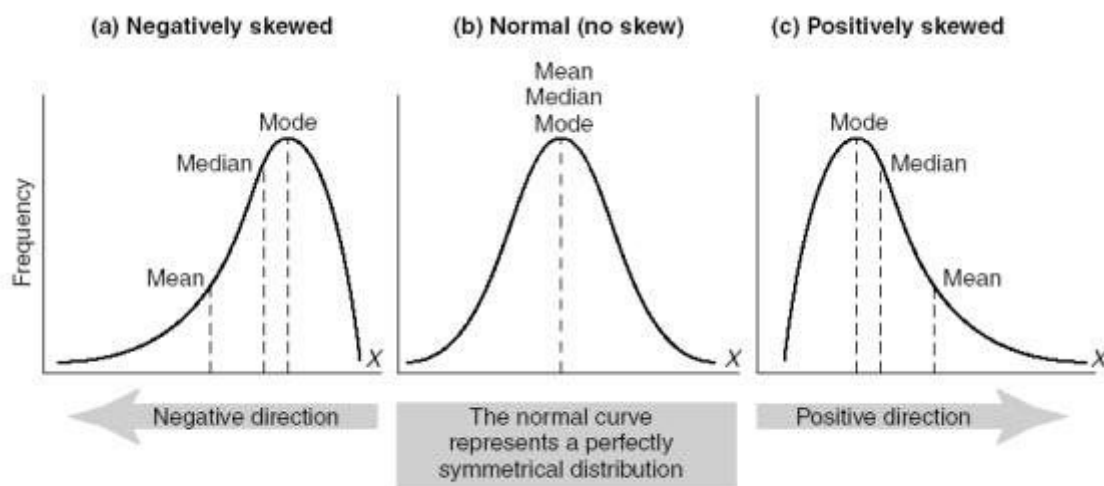 (a) Negatively skewed
(b) Normal (no skew)
(c) Positively skewed
Frequency
Mode
Median
Mean
X
Mean
Median
Mode
X
Mode
Median
Mean
X
Negative direction
The normal curve
represents a perfectly
symmetrical distribution
Positive direction